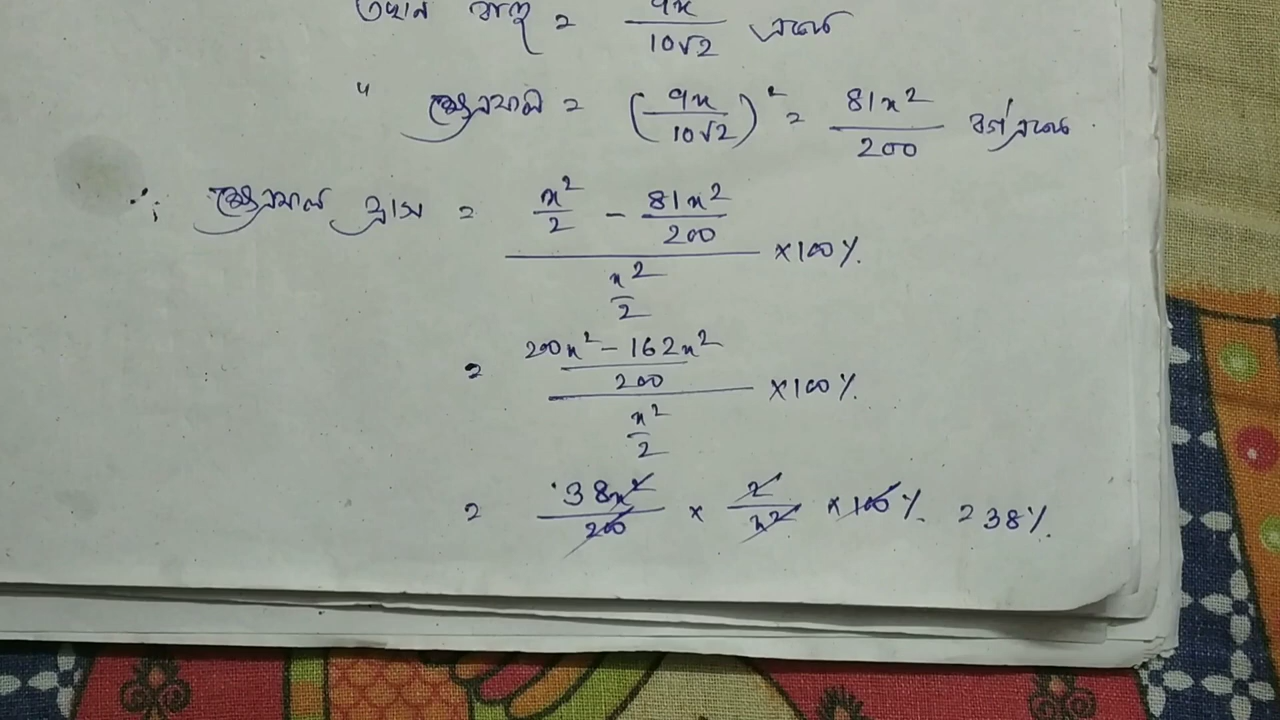 তখন বাহু = 9x/10√2 একক
" ক্ষেত্রফল = (9x/10√2)² = 81x²/200 বর্গএকক
∴ ক্ষেত্রফল হ্রাস = (x²/2 - 81x²/200)/(x²/2) ×100%
= ((200x² - 162x²)/200)/(x²/2) ×100%
= 38x²/200 × 2/x² ×100% = 38%